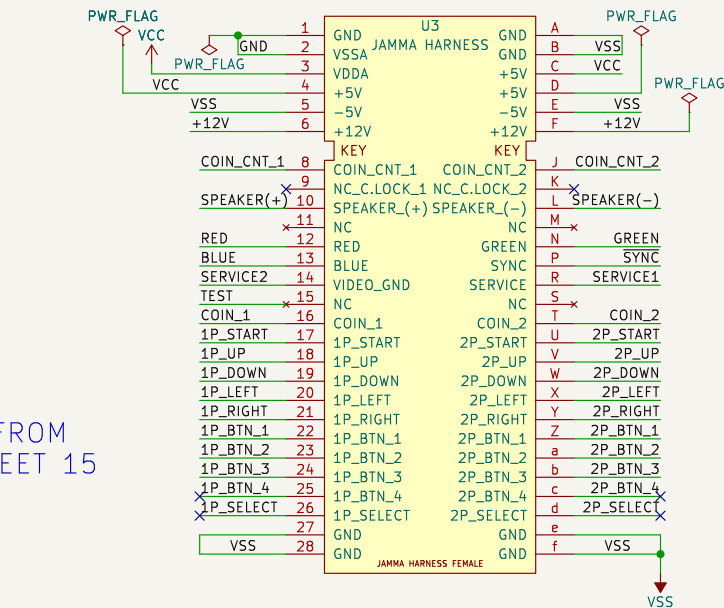 PWR_FLAG
VCC
PWR_FLAG
GND
VCC
VSS
+12V
U3
JAMMA HARNESS
PWR_FLAG
VSS
VCC
PWR_FLAG
VSS
+12V
1 GND GND A
2 VSSA GND B
3 VDDA +5V C
4 +5V +5V D
5 -5V -5V E
6 +12V +12V F
KEY KEY
COIN_CNT_1 8 COIN_CNT_1 COIN_CNT_2 J COIN_CNT_2
9 NC_C.LOCK_1 NC_C.LOCK_2 K
SPEAKER(+) 10 SPEAKER_(+) SPEAKER_(-) L SPEAKER(-)
11 NC NC M
RED 12 RED GREEN N GREEN
BLUE 13 BLUE SYNC P SYNC
SERVICE2 14 VIDEO_GND SERVICE R SERVICE1
TEST 15 NC NC S
COIN_1 16 COIN_1 COIN_2 T COIN_2
1P_START 17 1P_START 2P_START U 2P_START
1P_UP 18 1P_UP 2P_UP V 2P_UP
1P_DOWN 19 1P_DOWN 2P_DOWN W 2P_DOWN
1P_LEFT 20 1P_LEFT 2P_LEFT X 2P_LEFT
1P_RIGHT 21 1P_RIGHT 2P_RIGHT Y 2P_RIGHT
1P_BTN_1 22 1P_BTN_1 2P_BTN_1 Z 2P_BTN_1
1P_BTN_2 23 1P_BTN_2 2P_BTN_2 a 2P_BTN_2
1P_BTN_3 24 1P_BTN_3 2P_BTN_3 b 2P_BTN_3
1P_BTN_4 25 1P_BTN_4 2P_BTN_4 c 2P_BTN_4
1P_SELECT 26 1P_SELECT 2P_SELECT d 2P_SELECT
27 GND GND e
VSS 28 GND GND f VSS
JAMMA HARNESS FEMALE
VSS
FROM
EET 15